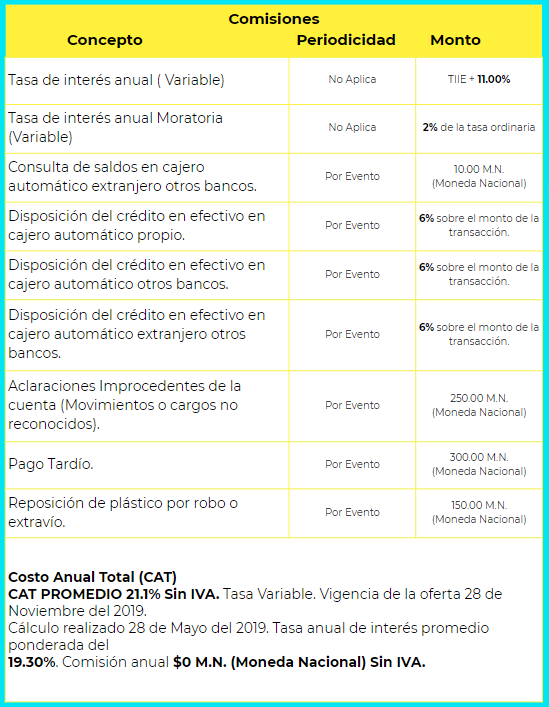 Comisiones
Concepto Periodicidad Monto
Tasa de interés anual ( Variable) No Aplica TIIE + 11.00%
Tasa de interés anual Moratoria
(Variable)
No Aplica
2% de la tasa ordinaria
Consulta de saldos en cajero
automático extranjero otros bancos.
Por Evento
10.00 M.N.
(Moneda Nacional)
Disposición del crédito en efectivo en
cajero automático propio.
Por Evento
6% sobre el monto de la
transacción.
Disposición del crédito en efectivo en
cajero automático otros bancos.
Por Evento
6% sobre el monto de la
transacción.
Disposición del crédito en efectivo en
cajero automático extranjero otros
bancos.
Por Evento
6% sobre el monto de la
transacción.
Aclaraciones Improcedentes de la
cuenta (Movimientos o cargos no
reconocidos).
Por Evento
250.00 M.N.
(Moneda Nacional)
Pago Tardío.
Por Evento
300.00 M.N.
(Moneda Nacional)
Reposición de plástico por robo o
extravío.
Por Evento
150.00 M.N.
(Moneda Nacional)
Costo Anual Total (CAT)
CAT PROMEDIO 21.1% Sin IVA. Tasa Variable. Vigencia de la oferta 28 de
Noviembre del 2019.
Cálculo realizado 28 de Mayo del 2019. Tasa anual de interés promedio
ponderada del
19.30%. Comisión anual $0 M.N. (Moneda Nacional) Sin IVA.